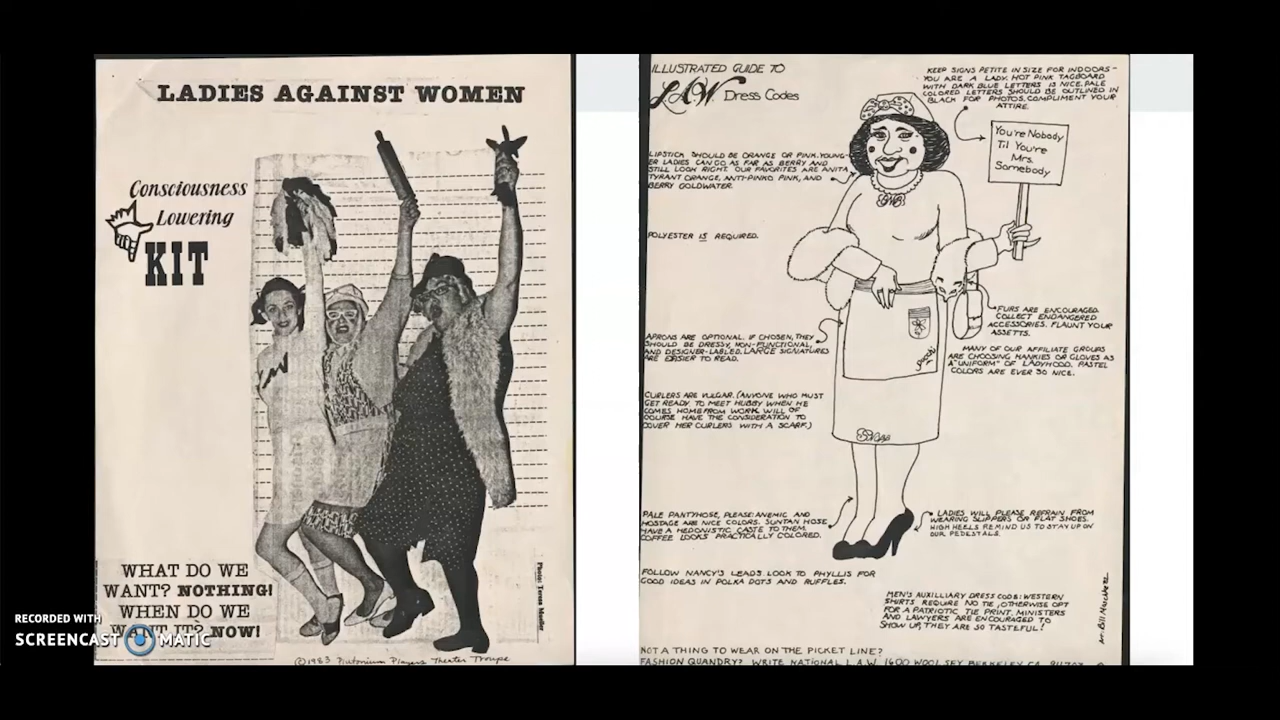 LADIES AGAINST WOMEN
Consciousness
Lowering
KIT
WHAT DO WE
WANT? NOTHING!
WHEN DO WE
WANT IT? NOW!
Photo: Teresa
©1983 Plutonium Players Theater Troupe
RECORDED WITH
SCREENCAST MATIC
ILLUSTRATED GUIDE TO
L.A.W. Dress Codes
KEEP SIGNS PETITE IN SIZE FOR INDOORS-
YOU ARE A LADY. HOT PINK TAGBOARD
WITH DARK BLUE LETTERS IS NICE. PALE
COLORED LETTERS SHOULD BE OUTLINED IN
BLACK FOR PHOTOS. COMPLIMENT YOUR
ATTIRE.
You're Nobody
Til You're
Mrs.
Somebody
LIPSTICK SHOULD BE ORANGE OR PINK. YOUNG-
ER LADIES CAN GO AS FAR AS BERRY AND
STILL LOOK RIGHT. OUR FAVORITES ARE ANITA
TYRANT ORANGE, ANTI-PINKO PINK, AND
BERRY GOLDWATER.
POLYESTER IS REQUIRED.
FURS ARE ENCOURAGED.
COLLECT ENDANGERED
ACCESSORIES. FLAUNT YOUR
ASSETTS.
APRONS ARE OPTIONAL. IF CHOSEN, THEY
SHOULD BE DRESSY, NON-FUNCTIONAL,
AND DESIGNER-LABLED. LARGE SIGNATURES
ARE EASIER TO READ.
MANY OF OUR AFFILIATE GROUPS
ARE CHOOSING HANKIES OR GLOVES AS
A "UNIFORM" OF LADYHOOD. PASTEL
COLORS ARE EVER SO NICE.
CURLERS ARE VULGAR. (ANYONE WHO MUST
GET READY TO MEET HUBBY WHEN HE
COMES HOME FROM WORK WILL OF
COURSE HAVE THE CONSIDERATION TO
COVER HER CURLERS WITH A SCARF.)
PALE PANTYHOSE, PLEASE: ANEMIC AND
HOSTAGE ARE NICE COLORS. SUNTAN HOSE
HAVE A HEDONISTIC CASTE TO THEM.
COFFEE LOOKS PRACTICALLY COLORED.
LADIES WILL PLEASE REFRAIN FROM
WEARING SLIPPERS OR FLAT SHOES.
HIGH HEELS REMIND US TO STAY UP ON
OUR PEDESTALS.
FOLLOW NANCY'S LEADS LOOK TO PHYLLIS FOR
GOOD IDEAS IN POLKA DOTS AND RUFFLES.
MEN'S AUXILLIARY DRESS CODE: WESTERN
SHIRTS REQUIRE NO TIE, OTHERWISE OPT
FOR A PATRIOTIC TIE PRINT. MINISTERS
AND LAWYERS ARE ENCOURAGED TO
SHOW UP, THEY ARE SO TASTEFUL!
NOT A THING TO WEAR ON THE PICKET LINE?
FASHION QUANDRY? WRITE NATIONAL L.A.W. 1600 WOOLSEY BERKELEY CA.